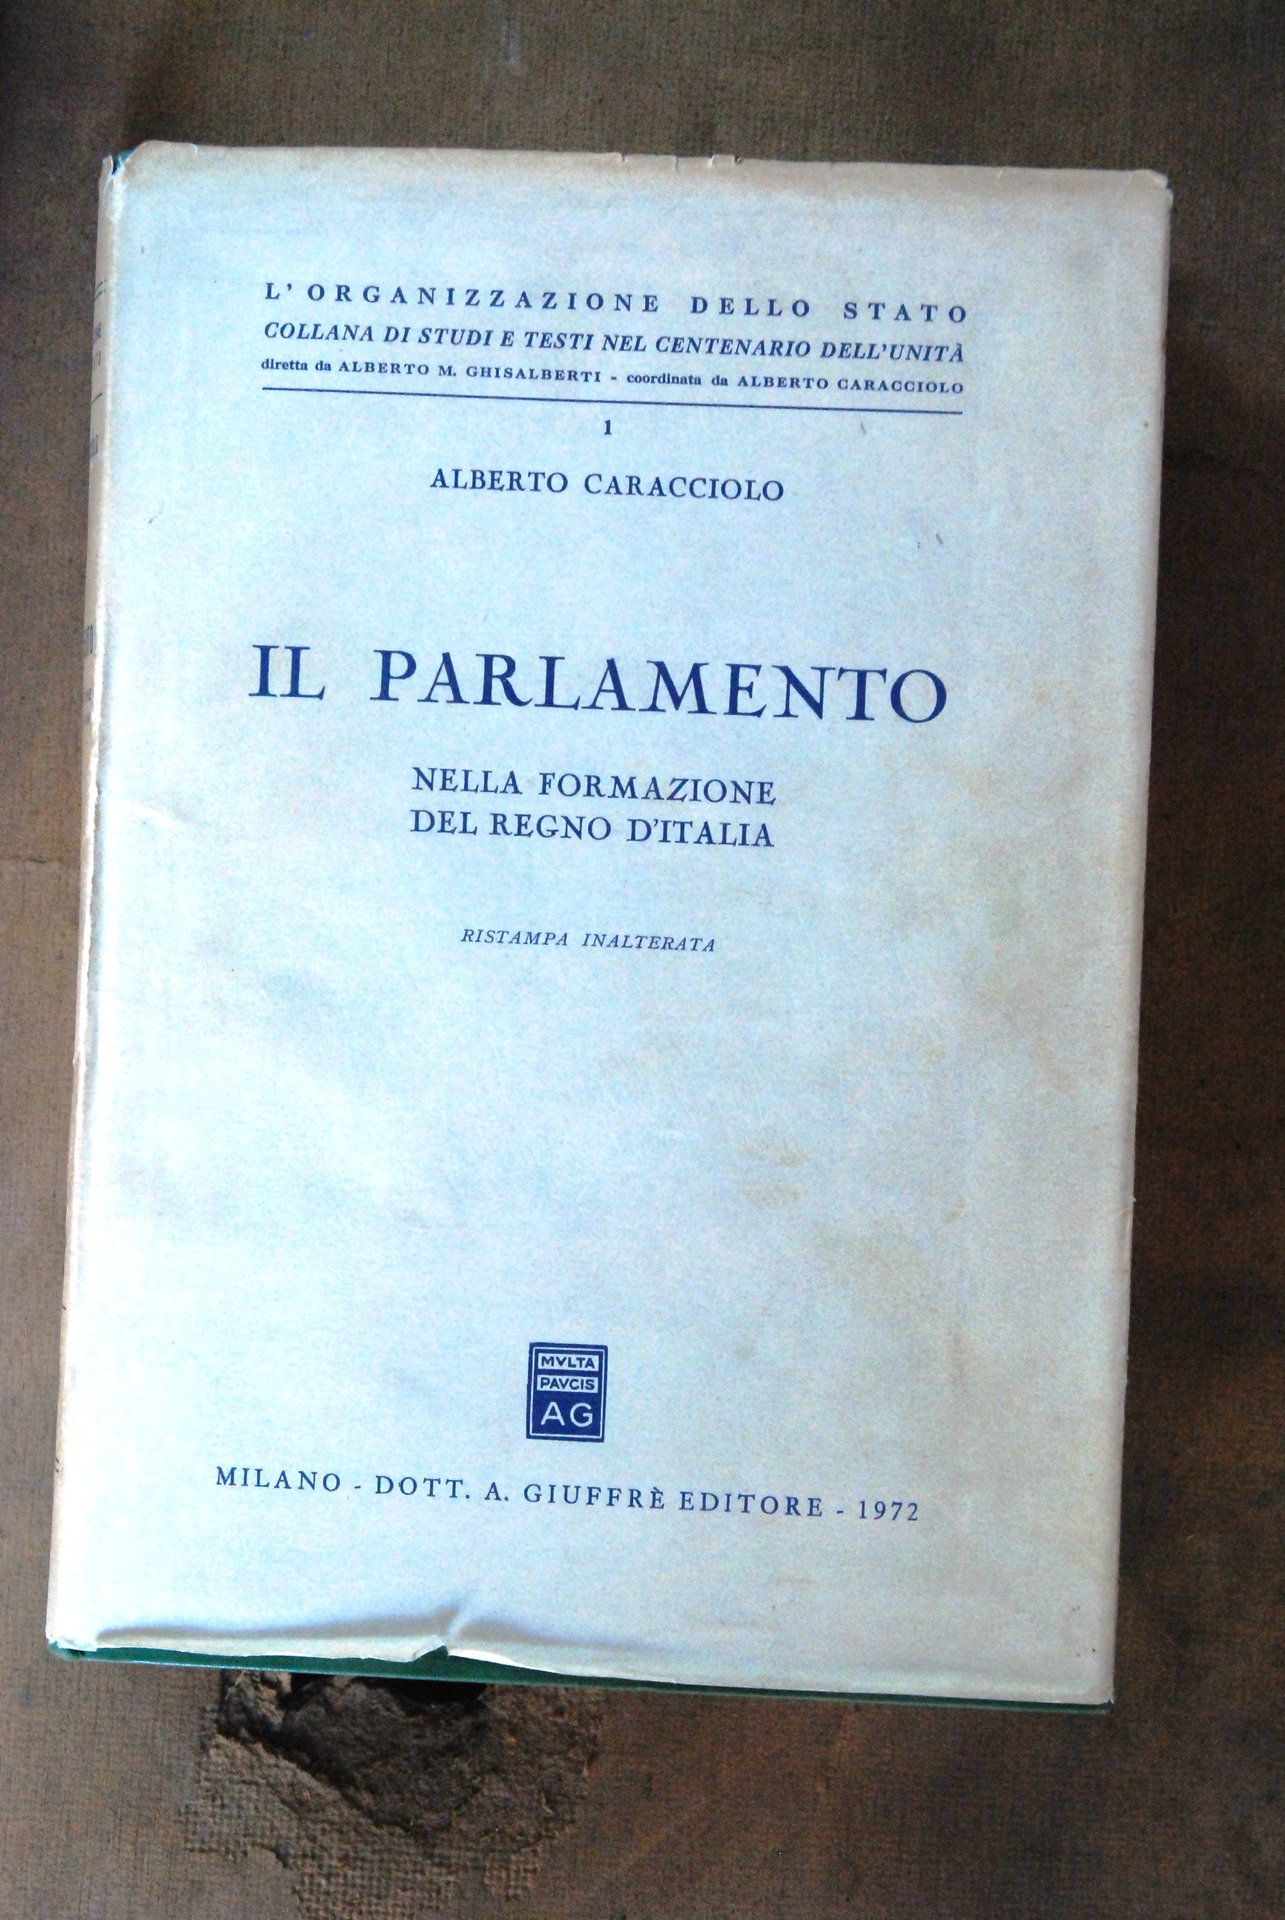 L'ORGANIZZAZIONE DELLO STATO
COLLANA DI STUDI E TESTI NEL CENTENARIO DELL'UNITÀ
diretta da ALBERTO M. GHISALBERTI - coordinata da ALBERTO CARACCIOLO
1
ALBERTO CARACCIOLO
IL PARLAMENTO
NELLA FORMAZIONE
DEL REGNO D'ITALIA
RISTAMPA INALTERATA
MVLTA
PAVCIS
AG
MILANO - DOTT. A. GIUFFRÈ EDITORE - 1972